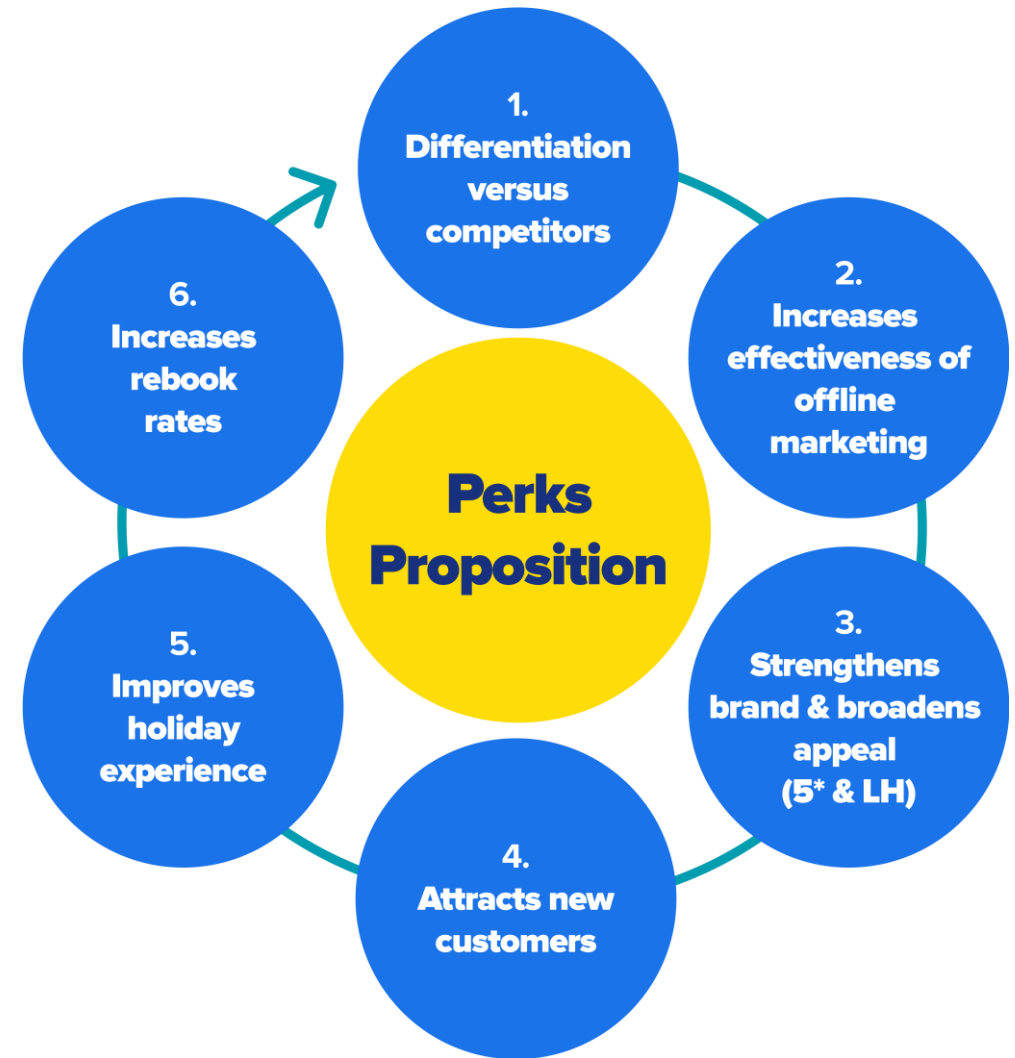 1.
Differentiation
versus
competitors
2.
Increases
effectiveness of
offline
marketing
3.
Strengthens
brand & broadens
appeal
(5* & LH)
4.
Attracts new
customers
5.
Improves
holiday
experience
6.
Increases
rebook
rates
Perks
Proposition